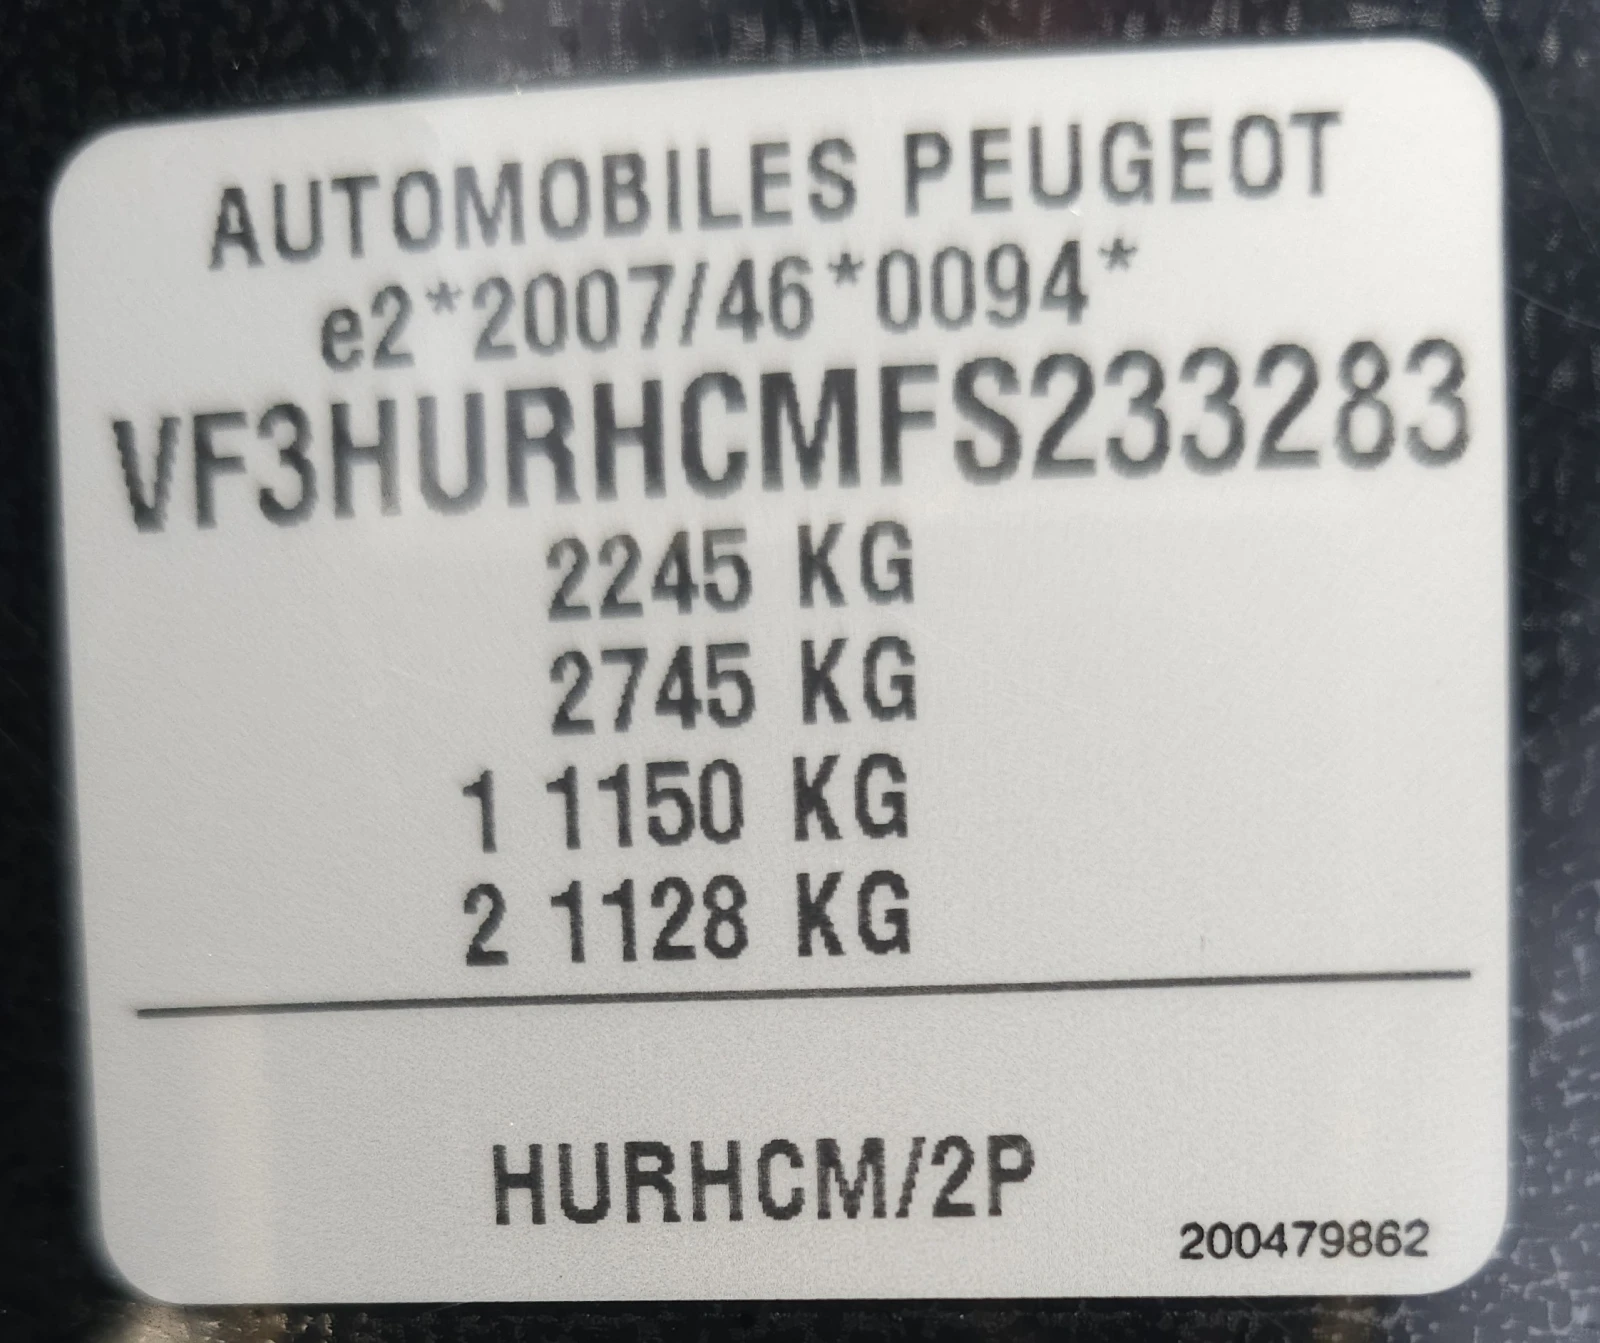 AUTOMOBILES PEUGEOT
e2*2007/46*0094*
VF3HURHCMFS233283
2245 KG
2745 KG
1 1150 KG
2 1128 KG
HURHCM/2P
200479862